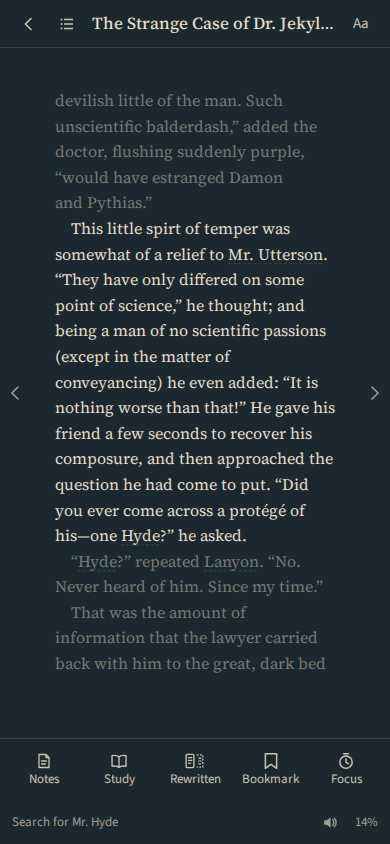 The Strange Case of Dr. Jekyl...
Aa
devilish little of the man. Such
unscientific balderdash,” added the
doctor, flushing suddenly purple,
“would have estranged Damon
and Pythias.”
This little spirt of temper was
somewhat of a relief to Mr. Utterson.
“They have only differed on some
point of science,” he thought; and
being a man of no scientific passions
(except in the matter of
conveyancing) he even added: “It is
nothing worse than that!” He gave his
friend a few seconds to recover his
composure, and then approached the
question he had come to put. “Did
you ever come across a protégé of
his—one Hyde?” he asked.
“Hyde?” repeated Lanyon. “No.
Never heard of him. Since my time.”
That was the amount of
information that the lawyer carried
back with him to the great, dark bed
Notes Study Rewritten Bookmark Focus
Search for Mr. Hyde 14%